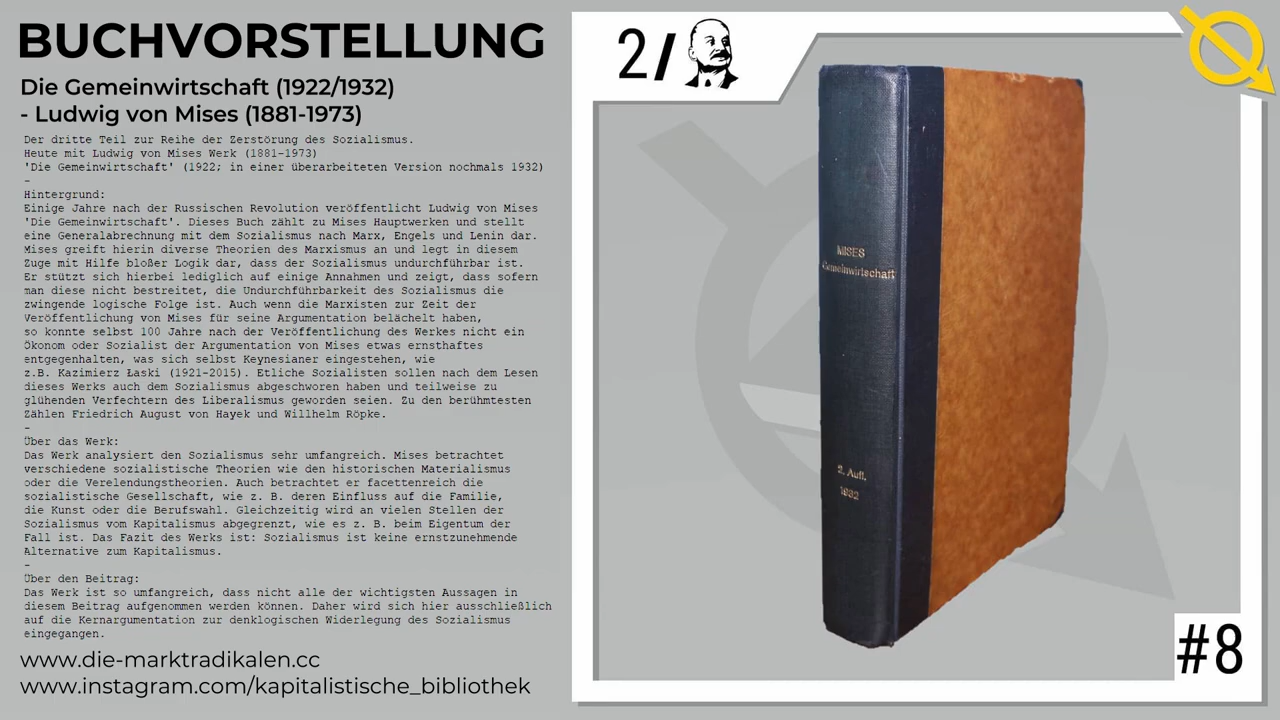 BUCHVORSTELLUNG
Die Gemeinwirtschaft (1922/1932)
- Ludwig von Mises (1881-1973)
Der dritte Teil zur Reihe der Zerstörung des Sozialismus.
Heute mit Ludwig von Mises Werk (1881-1973)
'Die Gemeinwirtschaft' (1922; in einer überarbeiteten Version nochmals 1932)
-
Hintergrund:
Einige Jahre nach der Russischen Revolution veröffentlicht Ludwig von Mises
'Die Gemeinwirtschaft'. Dieses Buch zählt zu Mises Hauptwerken und stellt
eine Generalabrechnung mit dem Sozialismus nach Marx, Engels und Lenin dar.
Mises greift hierin diverse Theorien des Marxismus an und legt in diesem
Zuge mit Hilfe bloßer Logik dar, dass der Sozialismus undurchführbar ist.
Er stützt sich hierbei lediglich auf einige Annahmen und zeigt, dass sofern
man diese nicht bestreitet, die Undurchführbarkeit des Sozialismus die
zwingende logische Folge ist. Auch wenn die Marxisten zur Zeit der
Veröffentlichung von Mises für seine Argumentation belächelt haben,
so konnte selbst 100 Jahre nach der Veröffentlichung des Werkes nicht ein
Ökonom oder Sozialist der Argumentation von Mises etwas ernsthaftes
entgegenhalten, was sich selbst Keynesianer eingestehen, wie
z.B. Kazimierz Łaski (1921-2015). Etliche Sozialisten sollen nach dem Lesen
dieses Werks auch dem Sozialismus abgeschworen haben und teilweise zu
glühenden Verfechtern des Liberalismus geworden seien. Zu den berühmtesten
Zählen Friedrich August von Hayek und Willhelm Röpke.
-
Über das Werk:
Das Werk analysiert den Sozialismus sehr umfangreich. Mises betrachtet
verschiedene sozialistische Theorien wie den historischen Materialismus
oder die Verelendungstheorien. Auch betrachtet er facettenreich die
sozialistische Gesellschaft, wie z. B. deren Einfluss auf die Familie,
die Kunst oder die Berufswahl. Gleichzeitig wird an vielen Stellen der
Sozialismus vom Kapitalismus abgegrenzt, wie es z. B. beim Eigentum der
Fall ist. Das Fazit des Werks ist: Sozialismus ist keine ernstzunehmende
Alternative zum Kapitalismus.
-
Über den Beitrag:
Das Werk ist so umfangreich, dass nicht alle der wichtigsten Aussagen in
diesem Beitrag aufgenommen werden können. Daher wird sich hier ausschließlich
auf die Kernargumentation zur denklogischen Widerlegung des Sozialismus
eingegangen.
www.die-marktradikalen.cc
www.instagram.com/kapitalistische_bibliothek
2/
MISES
Gemeinwirtschaft
2. Aufl.
1932
#8